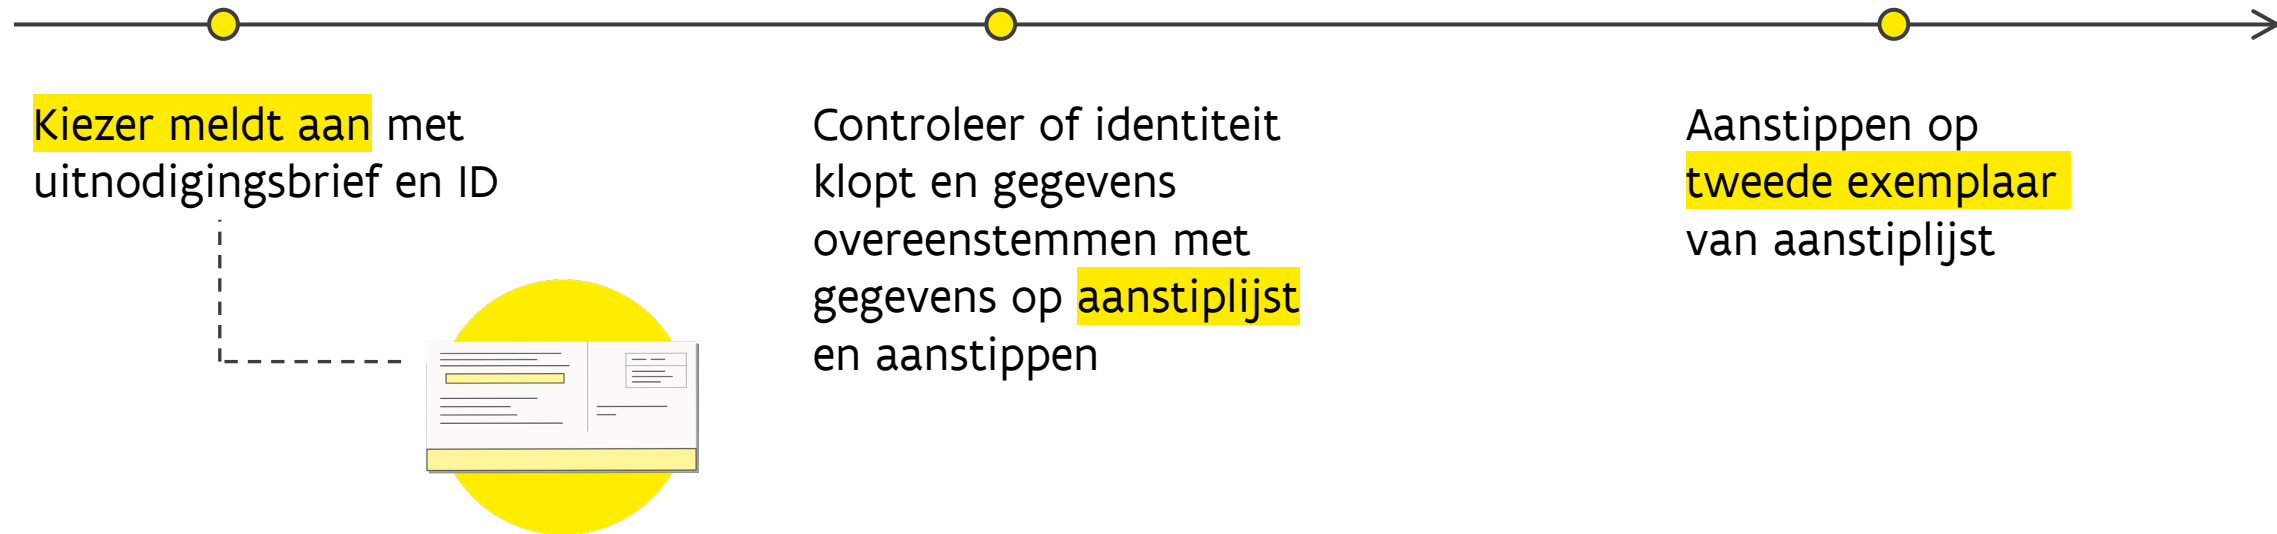 Kiezer meldt aan met
uitnodigingsbrief en ID
Controleer of identiteit
klopt en gegevens
overeenstemmen met
gegevens op aanstiplijst
en aanstippen
Aanstippen op
tweede exemplaar
van aanstiplijst